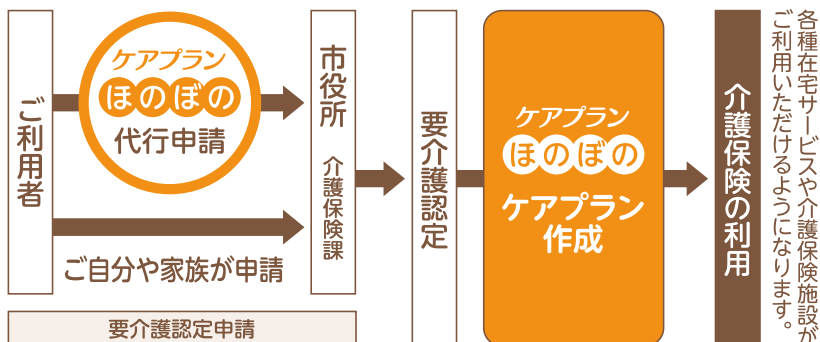 ご利用者
ケアプラン
ほのぼの
代行申請
ご自分や家族が申請
市役所 介護保険課
要介護認定申請
要介護認定
ケアプラン
ほのぼの
ケアプラン
作成
介護保険の利用
各種在宅サービスや介護保険施設が
ご利用いただけるようになります。